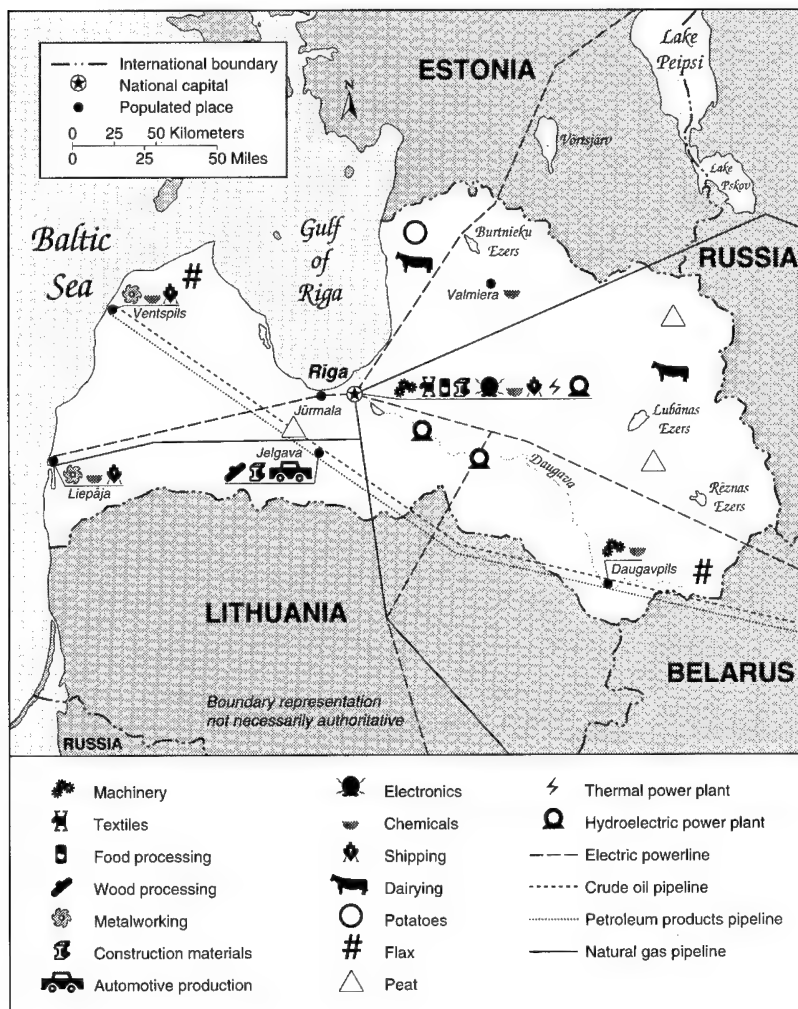 International boundary
National capital
Populated place
0 25 50 Kilometers
0 25 50 Miles
N
ESTONIA
Lake
Peipsi
Võrtsjärv
Lake
Pskov
Baltic
Sea
Gulf
of
Riga
Burtnieku
Ezers
RUSSIA
Valmiera
Ventspils
Riga
Jūrmala
Lubānas
Ezers
Jelgava
Liepāja
Daugava
Rēznas
Ezers
Daugavpils
LITHUANIA
BELARUS
Boundary representation
not necessarily authoritative
RUSSIA
Machinery
Textiles
Food processing
Wood processing
Metalworking
Construction materials
Automotive production
Electronics
Chemicals
Shipping
Dairying
Potatoes
Flax
Peat
Thermal power plant
Hydroelectric power plant
Electric powerline
Crude oil pipeline
Petroleum products pipeline
Natural gas pipeline